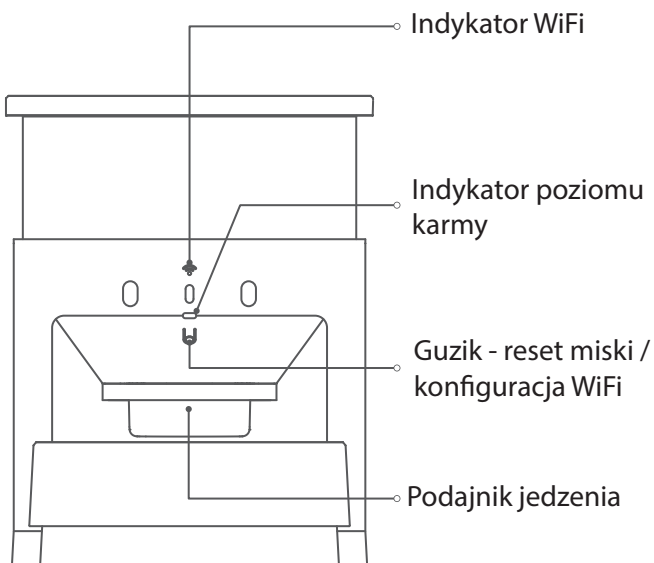 Indykator WiFi
Indykator poziomu
karmy
Guzik - reset miski /
konfiguracja WiFi
Podajnik jedzenia